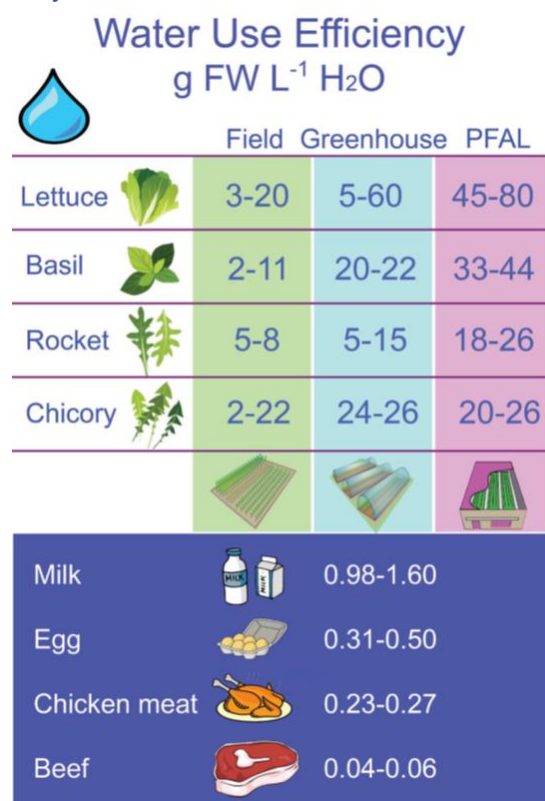 Water Use Efficiency
g FW L⁻¹ H₂O
Field Greenhouse PFAL
Lettuce 3-20 5-60 45-80
Basil 2-11 20-22 33-44
Rocket 5-8 5-15 18-26
Chicory 2-22 24-26 20-26
Milk MILK MILK 0.98-1.60
Egg 0.31-0.50
Chicken meat 0.23-0.27
Beef 0.04-0.06